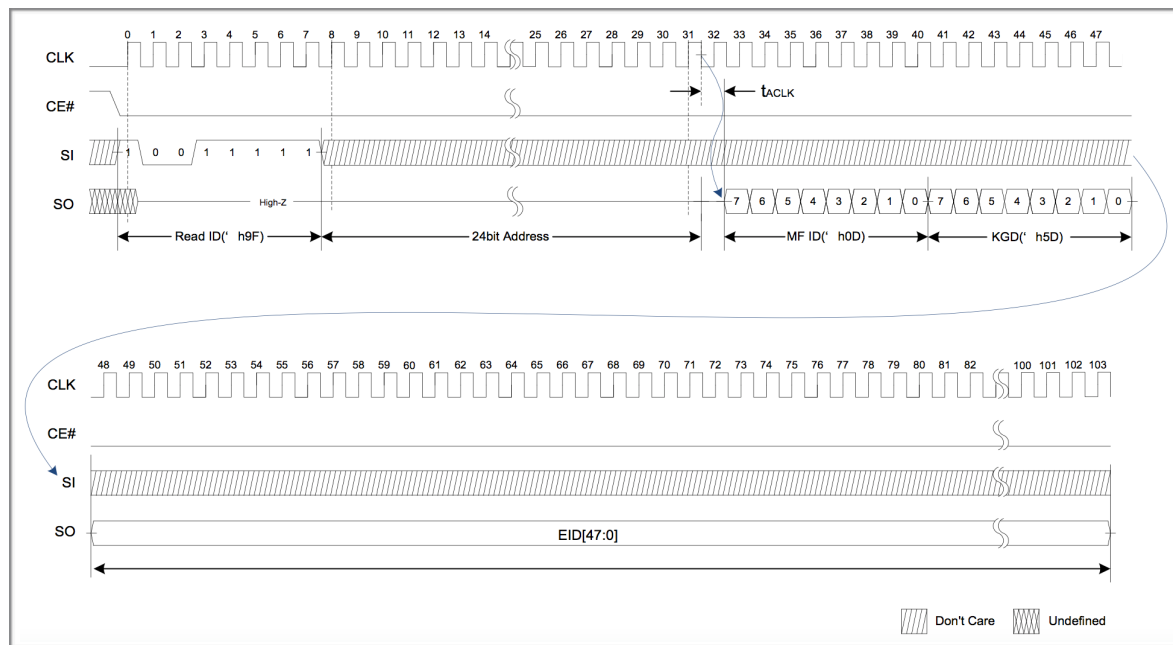 0 1 2 3 4 5 6 7 8 9 10 11 12 13 14 25 26 27 28 29 30 31 32 33 34 35 36 37 38 39 40 41 42 43 44 45 46 47
CLK
tACLK
CE#
SI 1 0 0 1 1 1 1 1
SO High-Z 7 6 5 4 3 2 1 0 7 6 5 4 3 2 1 0
Read ID(‘ h9F) 24bit Address MF ID(‘ h0D) KGD(‘ h5D)
48 49 50 51 52 53 54 55 56 57 58 59 60 61 62 63 64 65 66 67 68 69 70 71 72 73 74 75 76 77 78 79 80 81 82 100 101 102 103
CLK
CE#
SI
SO EID[47:0]
Don't Care Undefined